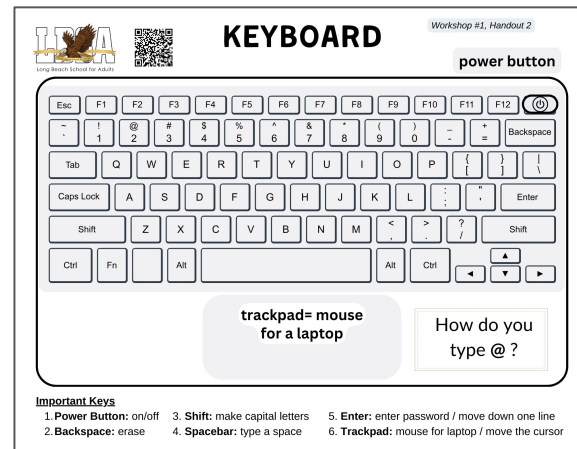 LBSA
Long Beach School for Adults
KEYBOARD
Workshop #1, Handout 2
power button
Esc F1 F2 F3 F4 F5 F6 F7 F8 F9 F10 F11 F12
~ ! @ # $ % ^ & * ( ) _ +
` 1 2 3 4 5 6 7 8 9 0 - = Backspace
Tab Q W E R T Y U I O P { [ } ] | \
Caps Lock A S D F G H J K L : ; " ' Enter
Shift Z X C V B N M < , > . ? / Shift
Ctrl Fn Alt Alt Ctrl ▲
◄ ▼ ►
trackpad= mouse
for a laptop
How do you
type @ ?
Important Keys
1. Power Button: on/off 3. Shift: make capital letters 5. Enter: enter password / move down one line
2. Backspace: erase 4. Spacebar: type a space 6. Trackpad: mouse for laptop / move the cursor